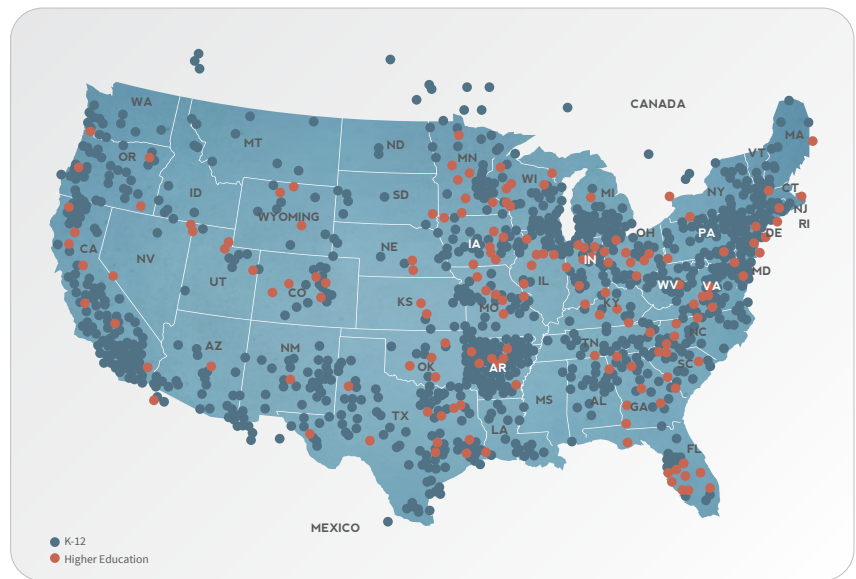 CANADA
WA
MT
ND
MA
VT
OR
MN
WI
MI
NY
CT
ID
WYOMING
SD
NJ
RI
CA
NE
IA
OH
PA
DE
NV
UT
CO
IN
IL
WV
VA
MD
KS
MO
KY
AZ
NM
OK
AR
TN
NC
SC
TX
LA
MS
AL
GA
FL
MEXICO
K-12
Higher Education